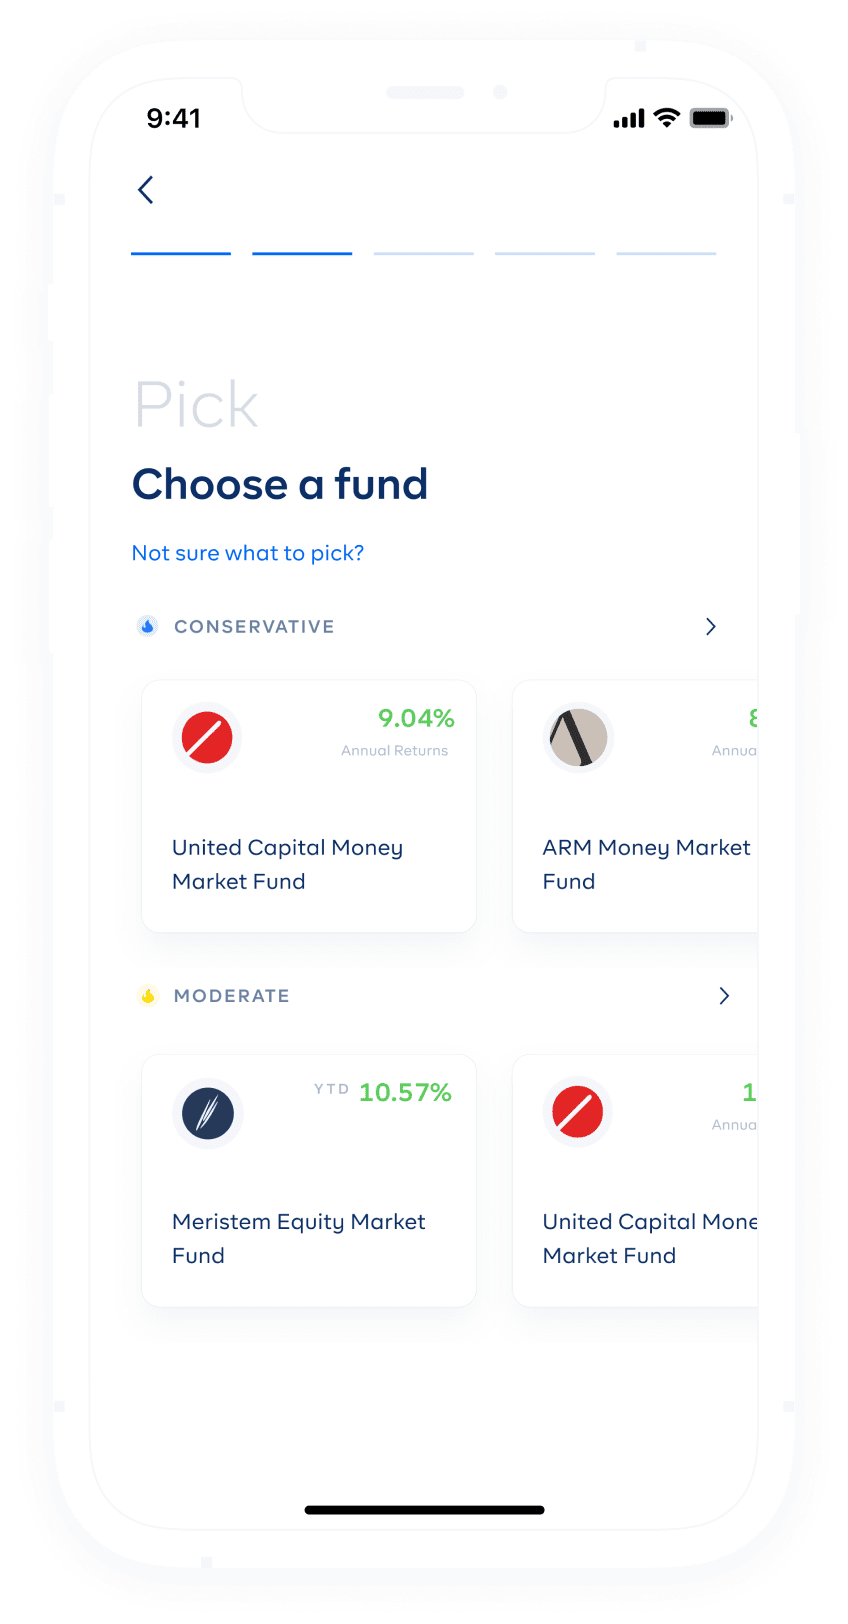 9:41
Pick
Choose a fund
Not sure what to pick?
CONSERVATIVE
9.04%
Annual Returns
United Capital Money
Market Fund
8
Annua
ARM Money Market
Fund
MODERATE
YTD 10.57%
Meristem Equity Market
Fund
1
Annua
United Capital Mone
Market Fund